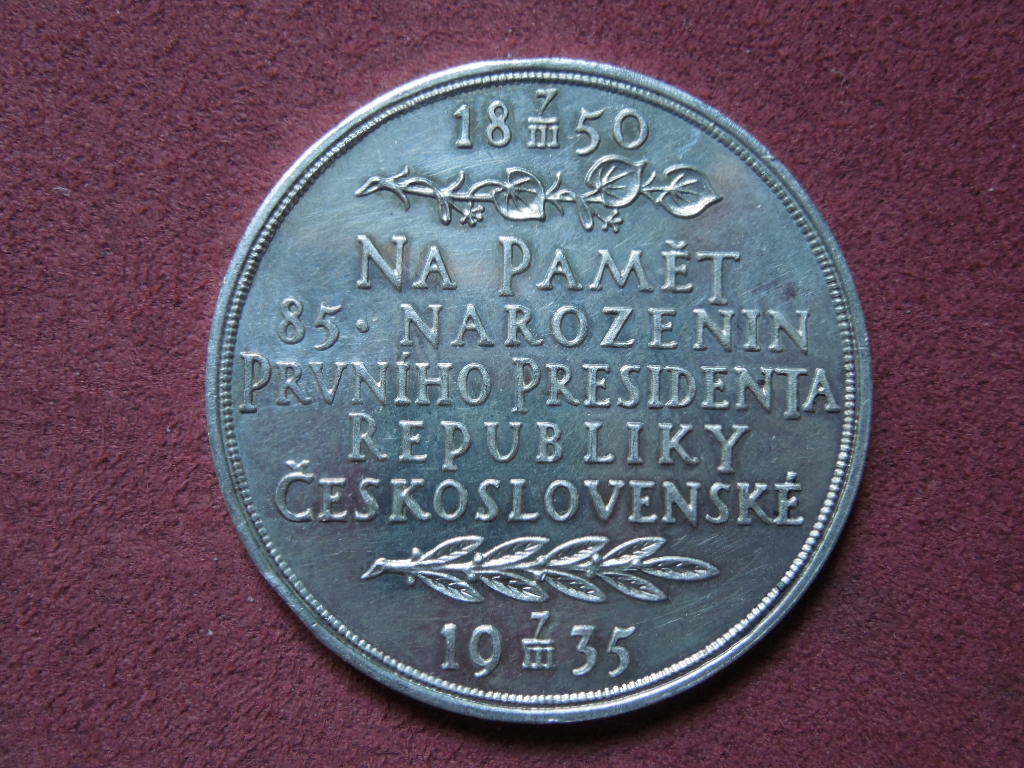 18 7/III 50
NA PAMĚT
85. NAROZENIN
PRVNÍHO PRESIDENTA
REPUBLIKY
ČESKOSLOVENSKÉ
19 7/III 35